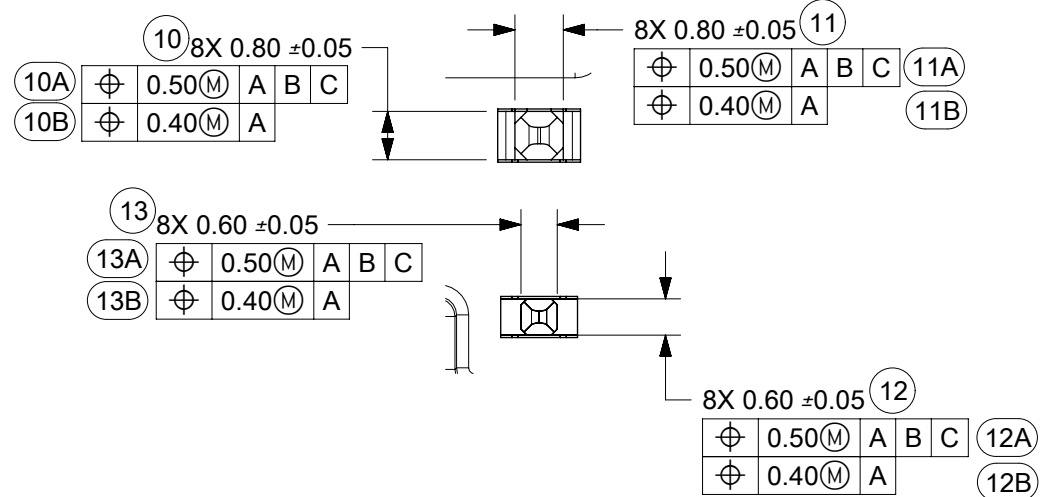 10 8X 0.80 ±0.05
10A ⌖ 0.50Ⓜ A B C
10B ⌖ 0.40Ⓜ A
8X 0.80 ±0.05 11
⌖ 0.50Ⓜ A B C 11A
⌖ 0.40Ⓜ A 11B
13 8X 0.60 ±0.05
13A ⌖ 0.50Ⓜ A B C
13B ⌖ 0.40Ⓜ A
8X 0.60 ±0.05 12
⌖ 0.50Ⓜ A B C 12A
⌖ 0.40Ⓜ A 12B